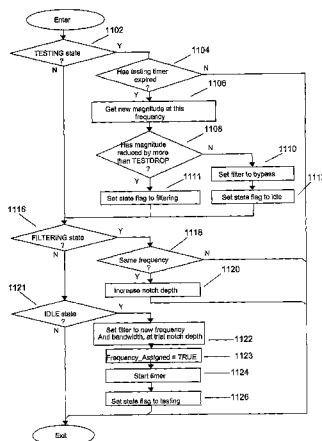 Enter
1102
TESTING state
?
Y
N
1104
Has testing timer
expired
?
N
Y
1106
Get new magnitude at this
frequency
1108
Has magnitude
reduced by more
than TESTDROP
?
N
Y
1110
Set filter to bypass
1111
Set state flag to filtering
Set state flag to idle
1116
FILTERING state
?
Y
N
1118
Same frequency
?
N
Y
1120
Increase notch depth
1121
IDLE state
?
Y
N
Set filter to new frequency
And bandwidth, at trial notch depth
1122
Frequency_Assigned = TRUE
1123
Start timer
1124
Set state flag to testing
1126
Exit